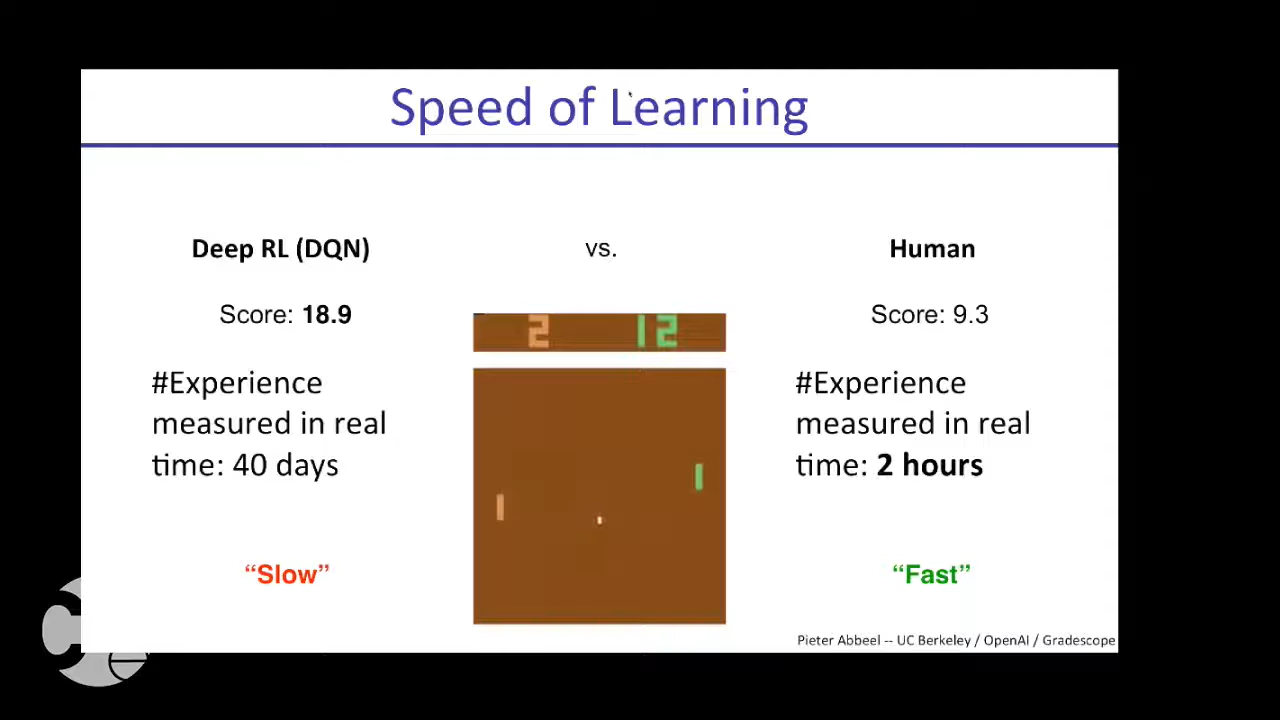 Speed of Learning
Deep RL (DQN)
vs.
Human
Score: 18.9
Score: 9.3
2 12
#Experience
measured in real
time: 40 days
#Experience
measured in real
time: 2 hours
“Slow”
“Fast”
Pieter Abbeel -- UC Berkeley / OpenAI / Gradescope